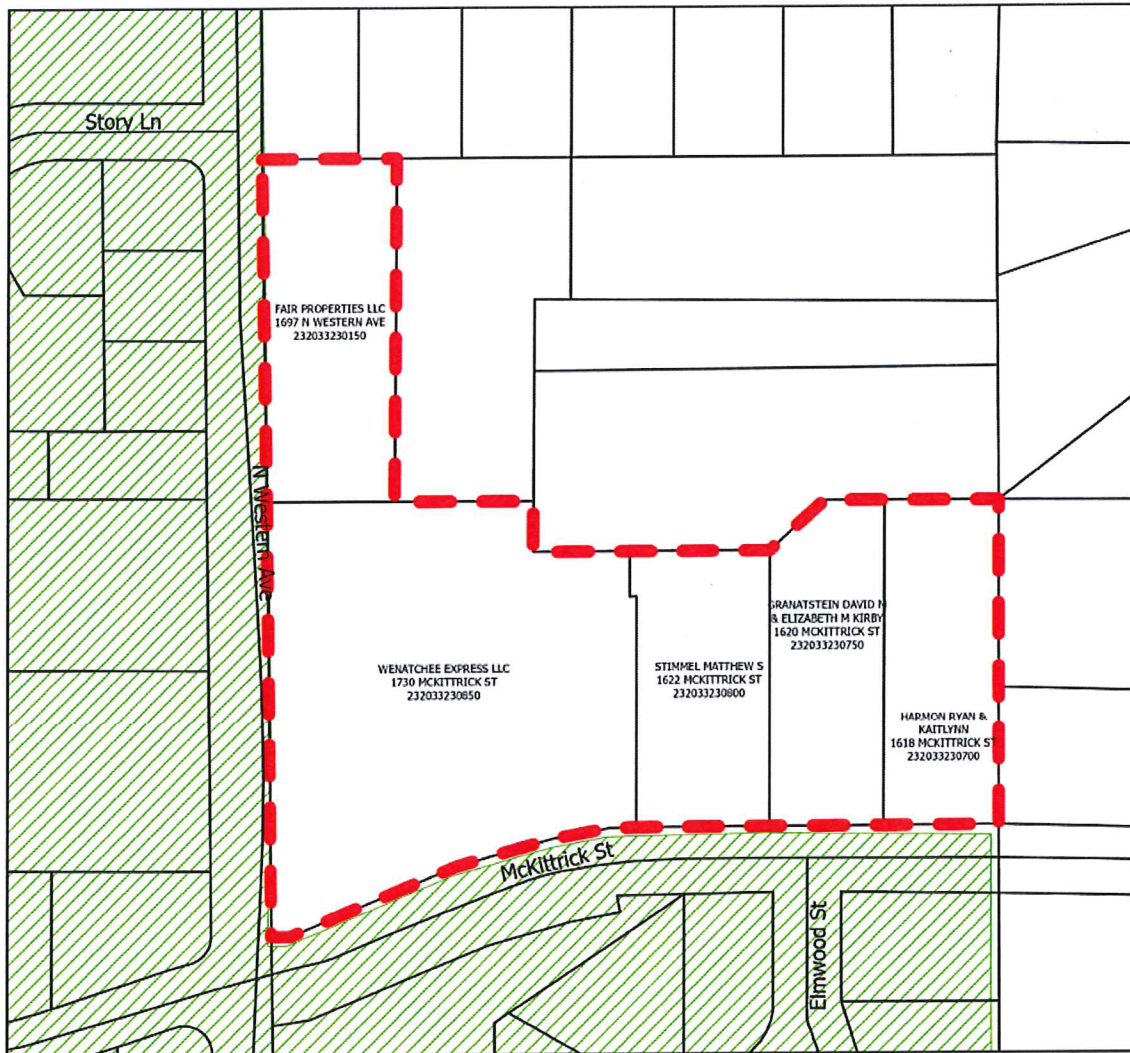 Story Ln
FAIR PROPERTIES LLC
1697 N WESTERN AVE
232033230150
N Western Ave
WENATCHEE EXPRESS LLC
1730 MCKITTRICK ST
232033230850
STIMMEL MATTHEW S
1622 MCKITTRICK ST
232033230800
GRANATSTEIN DAVID M
& ELIZABETH M KIRBY
1620 MCKITTRICK ST
232033230750
HARMON RYAN &
KAITLYNN
1618 MCKITTRICK ST
232033230700
McKittrick St
Elmwood St